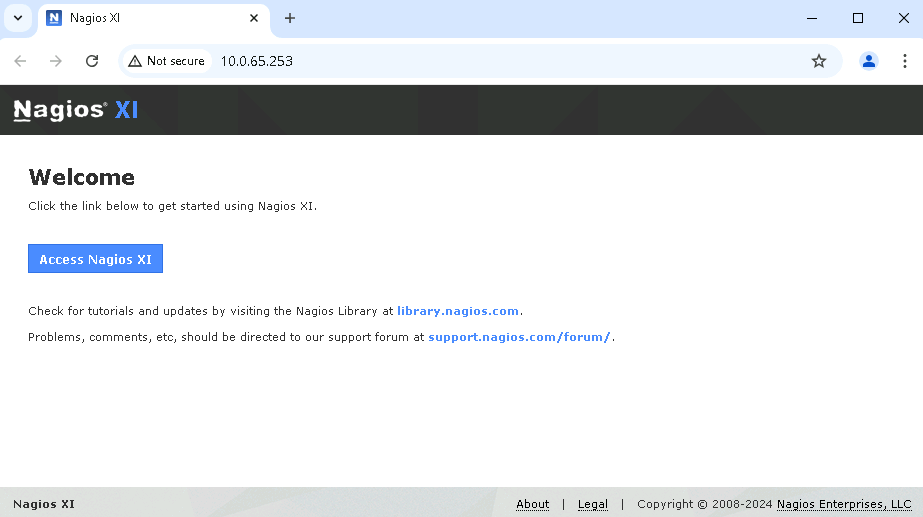 Nagios XI
Not secure 10.0.65.253
Nagios® XI
Welcome
Click the link below to get started using Nagios XI.
Access Nagios XI
Check for tutorials and updates by visiting the Nagios Library at library.nagios.com.
Problems, comments, etc, should be directed to our support forum at support.nagios.com/forum/.
Nagios XI About | Legal | Copyright © 2008-2024 Nagios Enterprises, LLC